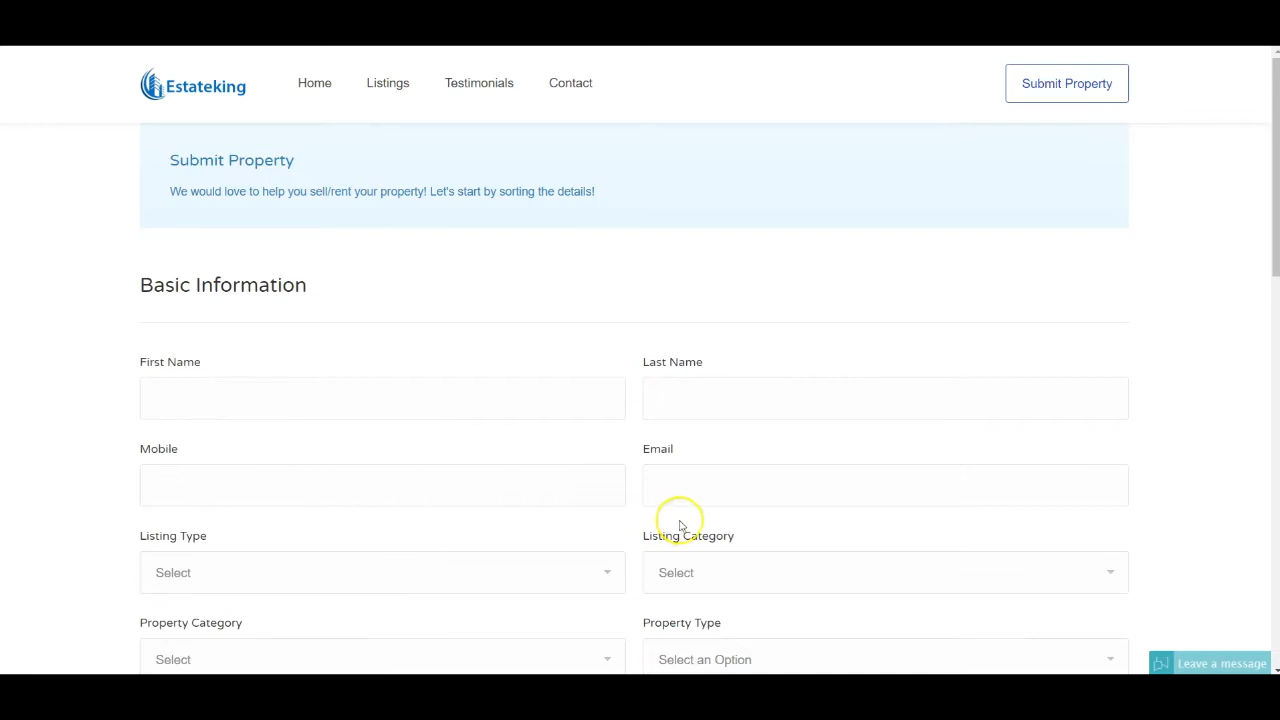 Estateking
Home
Listings
Testimonials
Contact
Submit Property
Submit Property
We would love to help you sell/rent your property! Let's start by sorting the details!
Basic Information
First Name
Last Name
Mobile
Email
Listing Type
Listing Category
Select
Select
Property Category
Property Type
Select
Select an Option
Leave a message